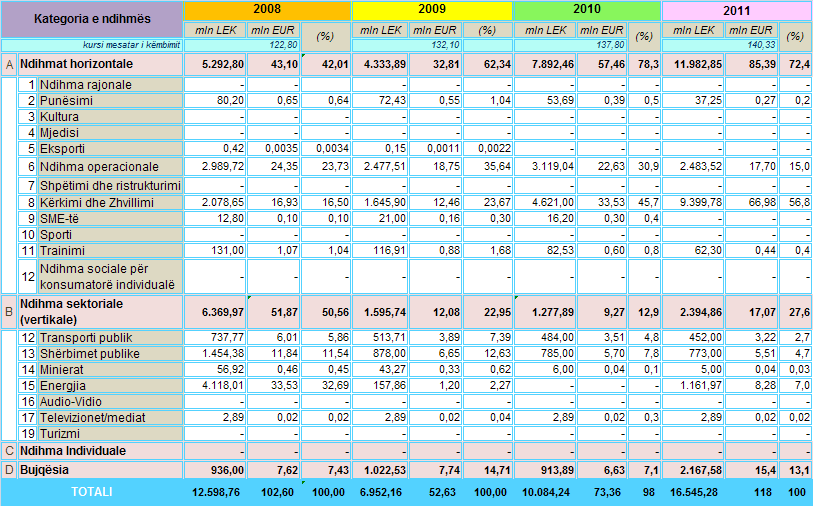 Kategoria e ndihmës 2008 2009 2010 2011
mln LEK mln EUR (%) mln LEK mln EUR (%) mln LEK mln EUR (%) mln LEK mln EUR (%)
kursi mesatar i këmbimit 122,80 132,10 137,80 140,33
A Ndihmat horizontale 5.292,80 43,10 42,01 4.333,89 32,81 62,34 7.892,46 57,46 78,3 11.982,85 85,39 72,4
1 Ndihma rajonale - - - - - - - - - - - -
2 Punësimi 80,20 0,65 0,64 72,43 0,55 1,04 53,69 0,39 0,5 37,25 0,27 0,2
3 Kultura - - - - - - - - - - - -
4 Mjedisi - - - - - - - - - - - -
5 Eksporti 0,42 0,0035 0,0034 0,15 0,0011 0,0022 - - - - - -
6 Ndihma operacionale 2.989,72 24,35 23,73 2.477,51 18,75 35,64 3.119,04 22,63 30,9 2.483,52 17,70 15,0
7 Shpëtimi dhe ristrukturimi - - - - - - - - - - - -
8 Kërkimi dhe Zhvillimi 2.078,65 16,93 16,50 1.645,90 12,46 23,67 4.621,00 33,53 45,7 9.399,78 66,98 56,8
9 SME-të 12,80 0,10 0,10 21,00 0,16 0,30 16,20 0,30 0,4 - - -
10 Sporti - - - - - - - - - - - -
11 Trainimi 131,00 1,07 1,04 116,91 0,88 1,68 82,53 0,60 0,8 62,30 0,44 0,4
12 Ndihma sociale për
konsumatorë individualë - - - - - - - - - - - -
B Ndihma sektoriale
(vertikale) 6.369,97 51,87 50,56 1.595,74 12,08 22,95 1.277,89 9,27 12,9 2.394,86 17,07 27,6
12 Transporti publik 737,77 6,01 5,86 513,71 3,89 7,39 484,00 3,51 4,8 452,00 3,22 2,7
13 Shërbimet publike 1.454,38 11,84 11,54 878,00 6,65 12,63 785,00 5,70 7,8 773,00 5,51 4,7
14 Minierat 56,92 0,46 0,45 43,27 0,33 0,62 6,00 0,04 0,1 5,00 0,04 0,03
15 Energjia 4.118,01 33,53 32,69 157,86 1,20 2,27 - - - 1.161,97 8,28 7,0
16 Audio-Vidio - - - - - - - - - - - -
17 Televizionet/mediat 2,89 0,02 0,02 2,89 0,02 0,04 2,89 0,02 0,3 2,89 0,02 0,02
19 Turizmi - - - - - - - - - - - -
C Ndihma Individuale - - - - - - - - - - - -
D Bujqësia 936,00 7,62 7,43 1.022,53 7,74 14,71 913,89 6,63 7,1 2.167,58 15,4 13,1
TOTALI 12.598,76 102,60 100,00 6.952,16 52,63 100,00 10.084,24 73,36 98 16.545,28 118 100